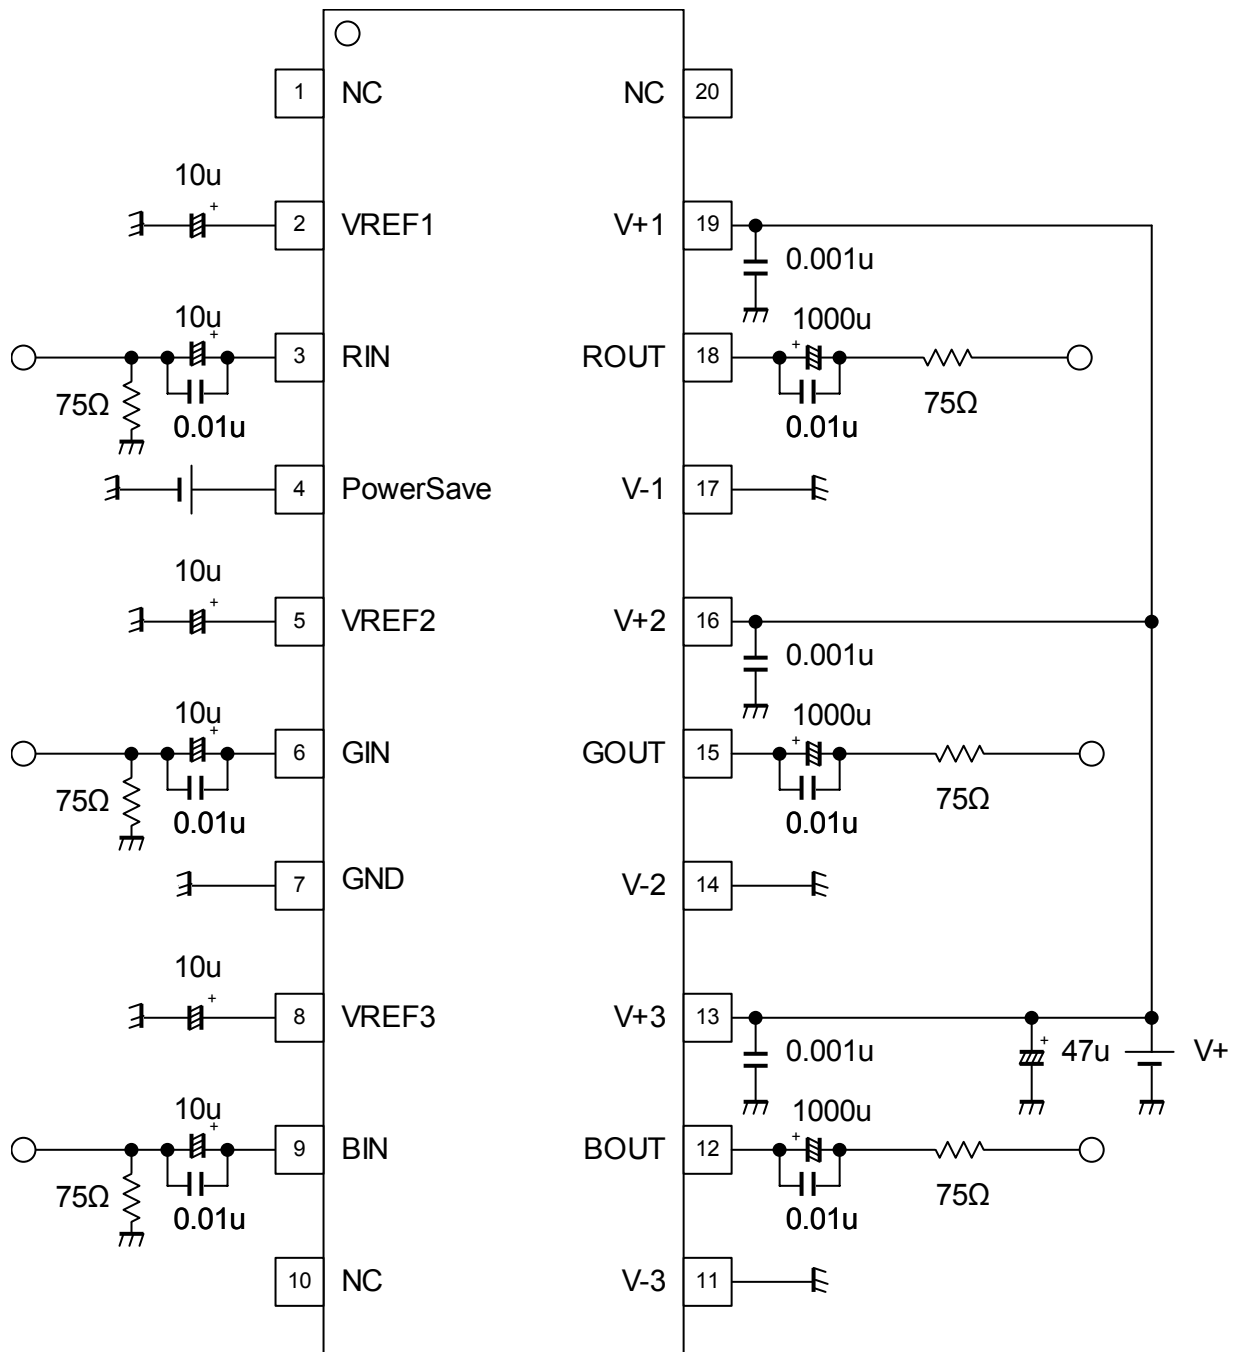 1 NC NC 20
10u
2 VREF1 V+1 19
0.001u
10u + 1000u
3 RIN ROUT 18
75Ω 0.01u 0.01u 75Ω
4 PowerSave V-1 17
10u
+
5 VREF2 V+2 16
0.001u
10u + 1000u
6 GIN GOUT 15
75Ω 0.01u 0.01u 75Ω
7 GND V-2 14
10u
+
8 VREF3 V+3 13
0.001u + 47u V+
10u + 1000u
9 BIN BOUT 12
75Ω 0.01u 0.01u 75Ω
10 NC V-3 11